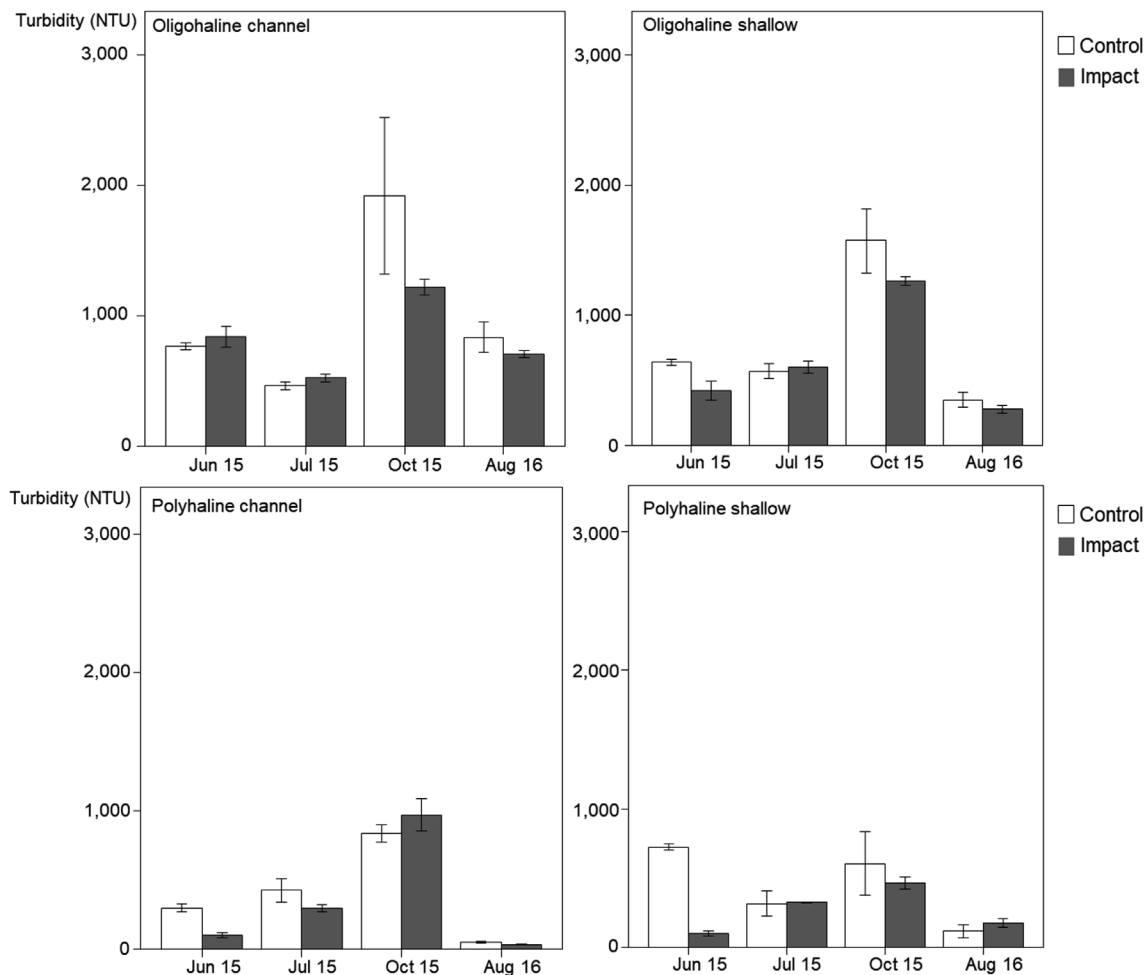 Turbidity (NTU)
Oligohaline channel
3,000
2,000
1,000
0
Jun 15 Jul 15 Oct 15 Aug 16
Oligohaline shallow
3,000
2,000
1,000
0
Jun 15 Jul 15 Oct 15 Aug 16
Control
Impact
Turbidity (NTU)
Polyhaline channel
3,000
2,000
1,000
0
Jun 15 Jul 15 Oct 15 Aug 16
Polyhaline shallow
3,000
2,000
1,000
0
Jun 15 Jul 15 Oct 15 Aug 16
Control
Impact